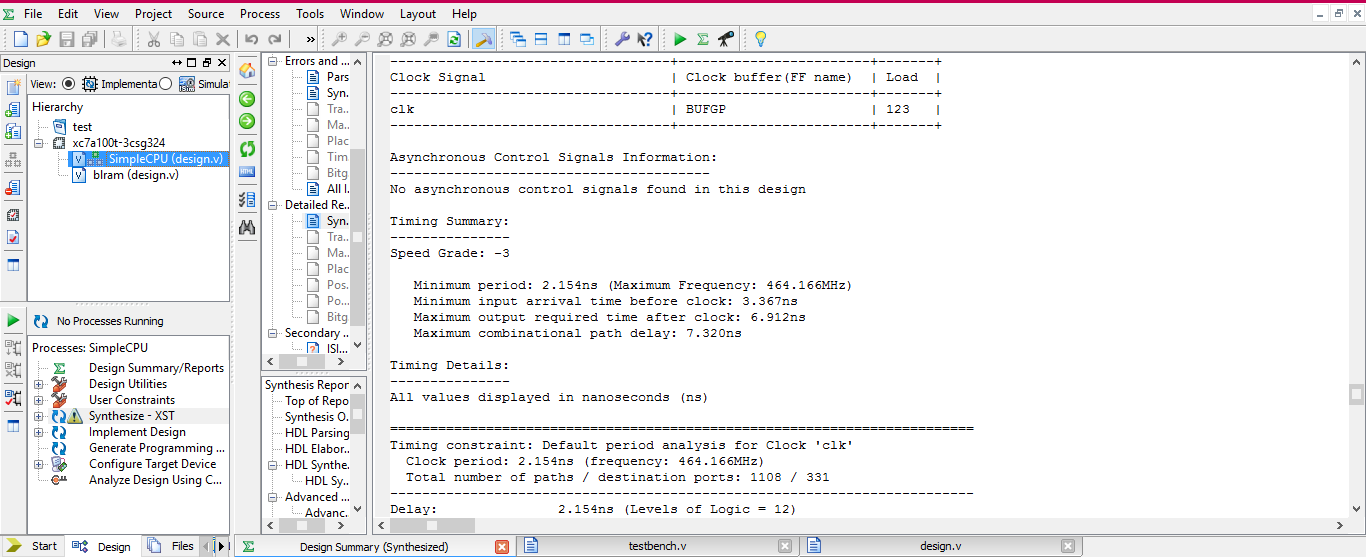 File Edit View Project Source Process Tools Window Layout Help
Design
View: Implementa Simula
Hierarchy
test
xc7a100t-3csg324
SimpleCPU (design.v)
blram (design.v)
No Processes Running
Processes: SimpleCPU
Design Summary/Reports
Design Utilities
User Constraints
Synthesize - XST
Implement Design
Generate Programming ...
Configure Target Device
Analyze Design Using C...
Start Design Files
Errors and ...
Pars
Syn.
Tra..
Ma..
Plac
Tim.
Bitg
All I.
Detailed Re..
Syn.
Tra..
Ma..
Plac
Pos.
Po...
Bitg
Secondary ..
ISI...
Synthesis Repor
Top of Repo
Synthesis O.
HDL Parsing
HDL Elabor..
HDL Synthe.
HDL Sy..
Advanced ...
Advanc.
Clock Signal | Clock buffer(FF name) | Load |
clk | BUFGP | 123 |
Asynchronous Control Signals Information:
----------------------------------------
No asynchronous control signals found in this design
Timing Summary:
---------------
Speed Grade: -3
Minimum period: 2.154ns (Maximum Frequency: 464.166MHz)
Minimum input arrival time before clock: 3.367ns
Maximum output required time after clock: 6.912ns
Maximum combinational path delay: 7.320ns
Timing Details:
---------------
All values displayed in nanoseconds (ns)
=========================================================================
Timing constraint: Default period analysis for Clock 'clk'
Clock period: 2.154ns (frequency: 464.166MHz)
Total number of paths / destination ports: 1108 / 331
-------------------------------------------------------------------------
Delay: 2.154ns (Levels of Logic = 12)
Design Summary (Synthesized) testbench.v design.v